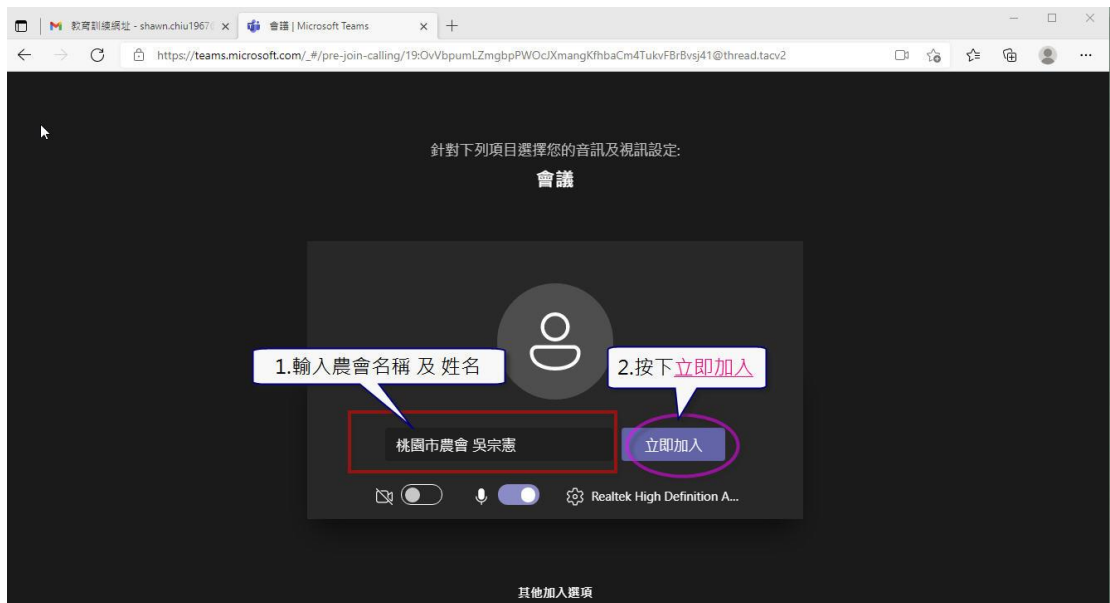 教育訓練網址 - shawn.chiu1967(
會議 | Microsoft Teams
https://teams.microsoft.com/_#/pre-join-calling/19:OvVbpumLZmgbpPWOcJXmangKfhbaCm4TukvFBrBvsj41@thread.tacv2
針對下列項目選擇您的音訊及視訊設定:
會議
1.輸入農會名稱 及 姓名
2.按下立即加入
桃園市農會 吳宗憲
立即加入
Realtek High Definition A...
其他加入選項